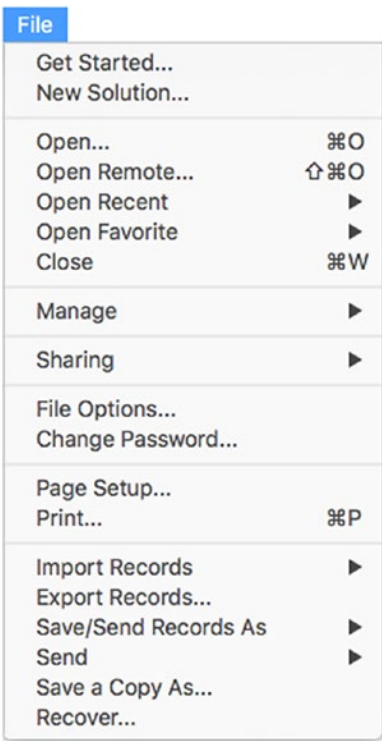 File
Get Started...
New Solution...
Open... ⌘O
Open Remote... ⇧⌘O
Open Recent ▶
Open Favorite ▶
Close ⌘W
Manage ▶
Sharing ▶
File Options...
Change Password...
Page Setup...
Print... ⌘P
Import Records ▶
Export Records...
Save/Send Records As ▶
Send ▶
Save a Copy As...
Recover...